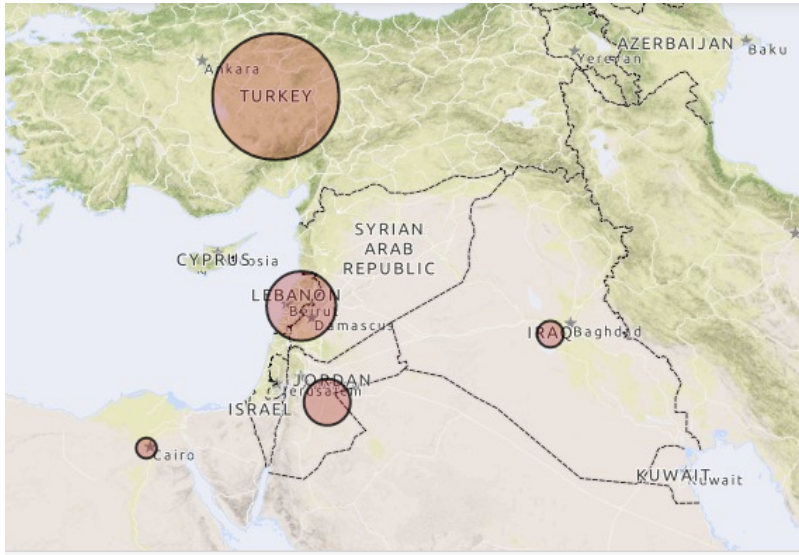 AZERBAIJAN
Baku
Yerevan
Ankara
TURKEY
SYRIAN
ARAB
REPUBLIC
CYPRUS
LEBANON
Beirut
Damascus
IRAQ
Baghdad
JORDAN
Jerusalem
ISRAEL
Cairo
KUWAIT
Kuwait